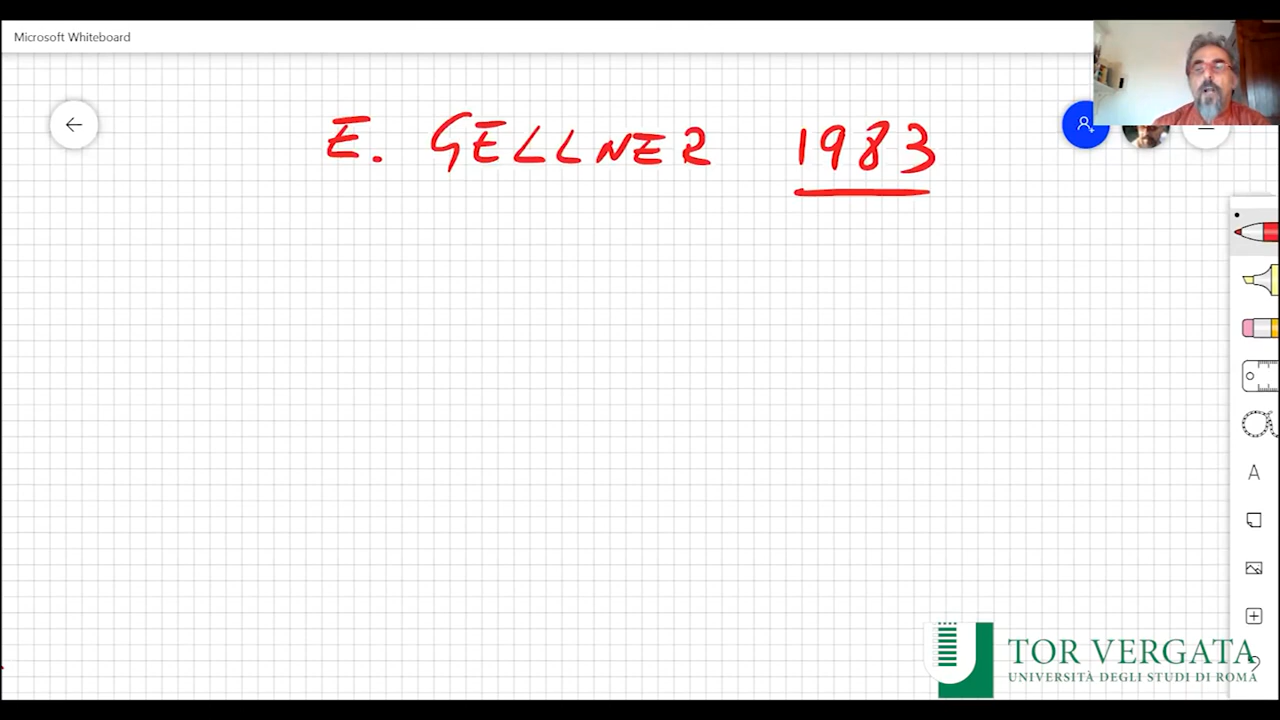 Microsoft Whiteboard
E. GELLNER 1983
A
TOR VERGATA
UNIVERSITÀ DEGLI STUDI DI ROMA